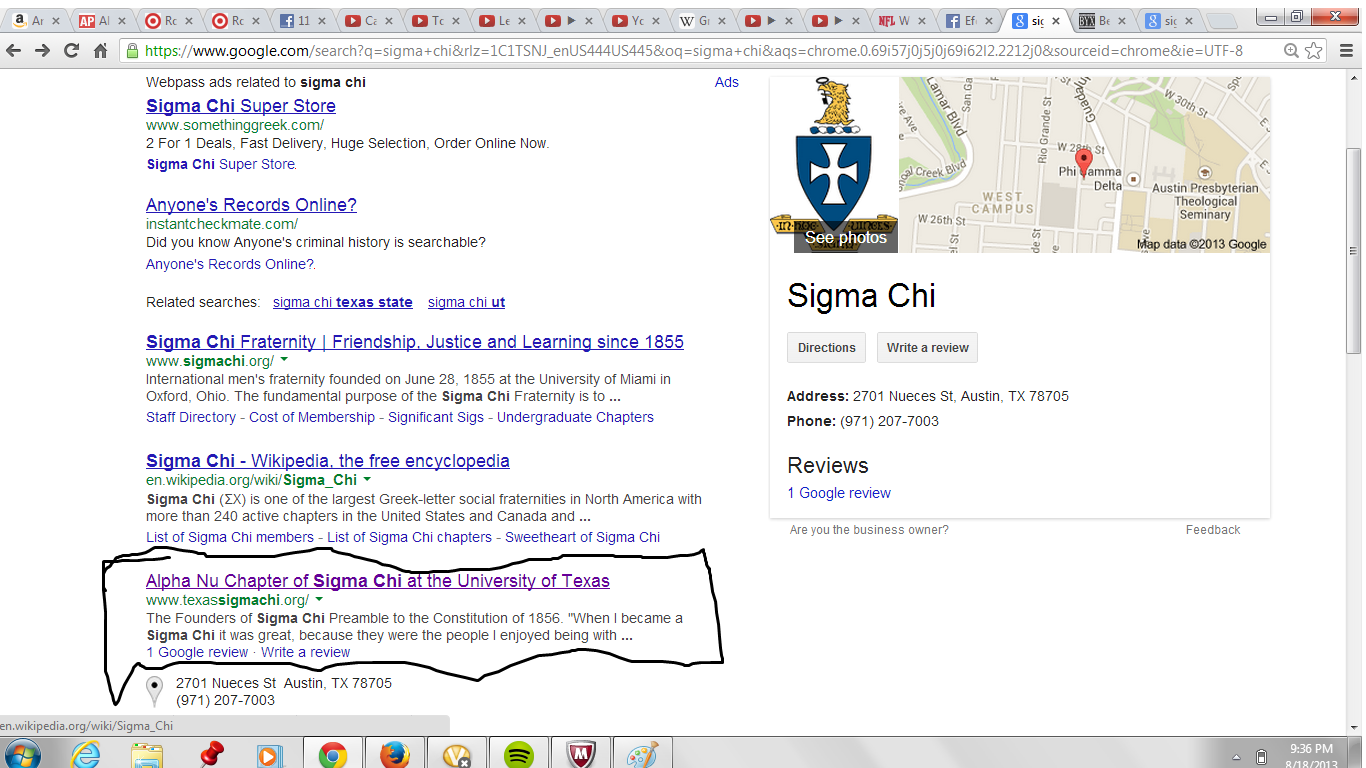 Ar
Al
Ro
Ro
11
Ca
To
Le
Yo
W Gr
NFL W
Efe
sig
BYX Be
sig
https://www.google.com/search?q=sigma+chi&rlz=1C1TSNJ_enUS444US445&oq=sigma+chi&aqs=chrome.0.69i57j0j5j0j69i62l2.2212j0&sourceid=chrome&ie=UTF-8
Webpass ads related to sigma chi
Ads
Sigma Chi Super Store
www.somethinggreek.com/
2 For 1 Deals, Fast Delivery, Huge Selection, Order Online Now.
Sigma Chi Super Store.
Anyone's Records Online?
instantcheckmate.com/
Did you know Anyone's criminal history is searchable?
Anyone's Records Online?.
Related searches: sigma chi texas state sigma chi ut
Sigma Chi Fraternity | Friendship, Justice and Learning since 1855
www.sigmachi.org/
International men's fraternity founded on June 28, 1855 at the University of Miami in
Oxford, Ohio. The fundamental purpose of the Sigma Chi Fraternity is to ...
Staff Directory - Cost of Membership - Significant Sigs - Undergraduate Chapters
Sigma Chi - Wikipedia, the free encyclopedia
en.wikipedia.org/wiki/Sigma_Chi
Sigma Chi (ΣΧ) is one of the largest Greek-letter social fraternities in North America with
more than 240 active chapters in the United States and Canada and ...
List of Sigma Chi members - List of Sigma Chi chapters - Sweetheart of Sigma Chi
Alpha Nu Chapter of Sigma Chi at the University of Texas
www.texassigmachi.org/
The Founders of Sigma Chi Preamble to the Constitution of 1856. "When I became a
Sigma Chi it was great, because they were the people I enjoyed being with ...
1 Google review · Write a review
2701 Nueces St Austin, TX 78705
(971) 207-7003
See photos
Lamar Blvd
San Ga
Rio Grande St
Guadalu
W 30th St
W 28th St
Phi Gamma
Delta
Austin Presbyterian
Theological
Seminary
WEST
CAMPUS
W 26th St
Creek Blvd
Map data ©2013 Google
Sigma Chi
Directions
Write a review
Address: 2701 Nueces St, Austin, TX 78705
Phone: (971) 207-7003
Reviews
1 Google review
Are you the business owner?
Feedback
en.wikipedia.org/wiki/Sigma_Chi
9:36 PM
8/18/2013